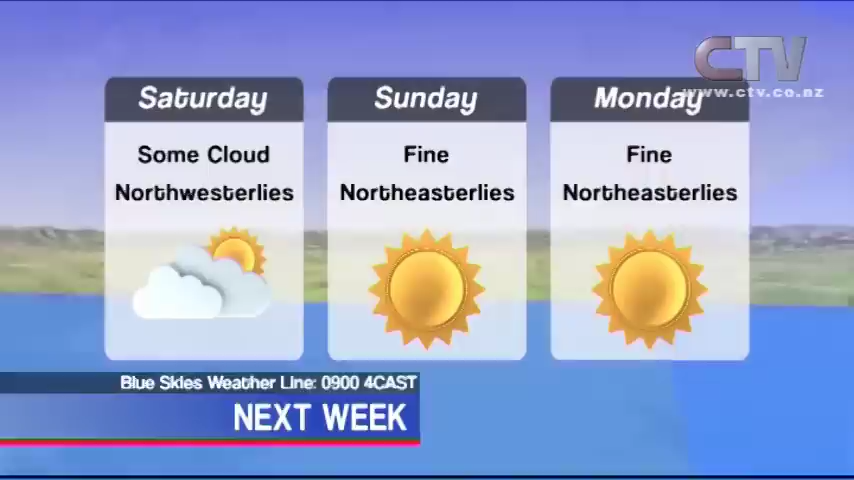 CTV
www.ctv.co.nz
Saturday
Some Cloud
Northwesterlies
Sunday
Fine
Northeasterlies
Monday
Fine
Northeasterlies
Blue Skies Weather Line: 0900 4CAST
NEXT WEEK